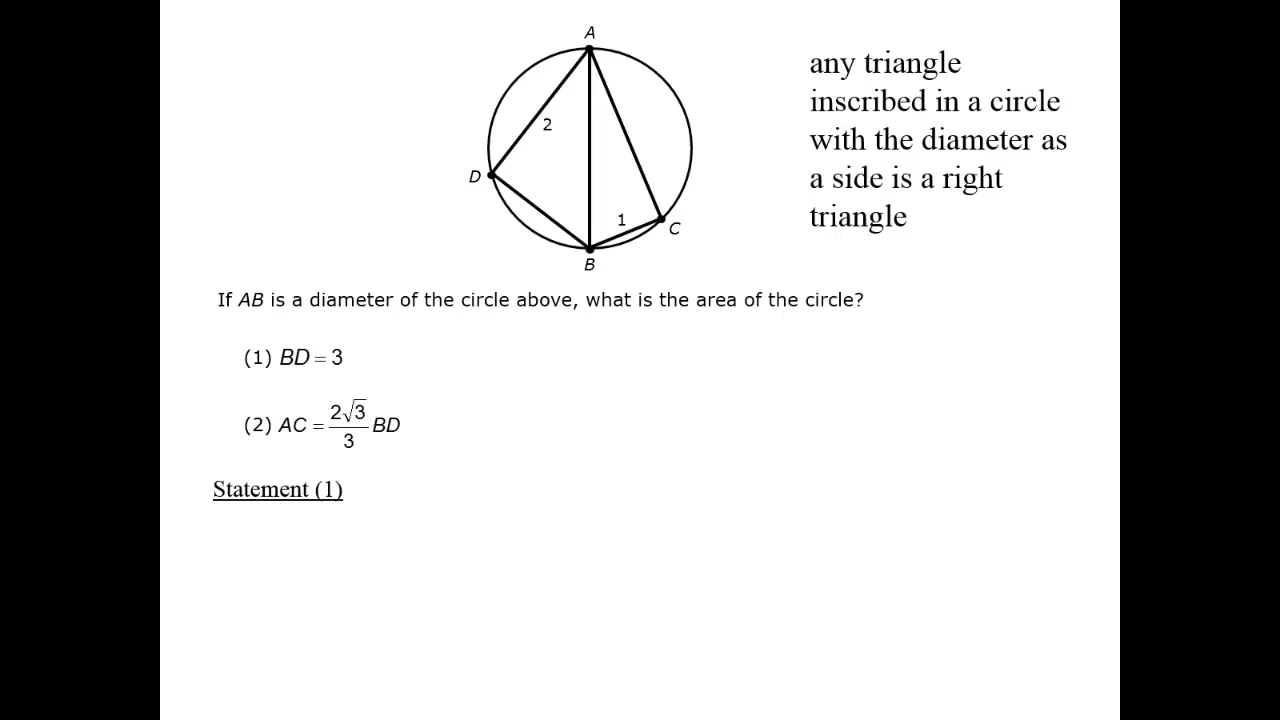 A
any triangle
inscribed in a circle
with the diameter as
a side is a right
triangle
2
D
1
C
B
If AB is a diameter of the circle above, what is the area of the circle?
(1) BD = 3
(2) AC = 2√3/3 BD
Statement (1)